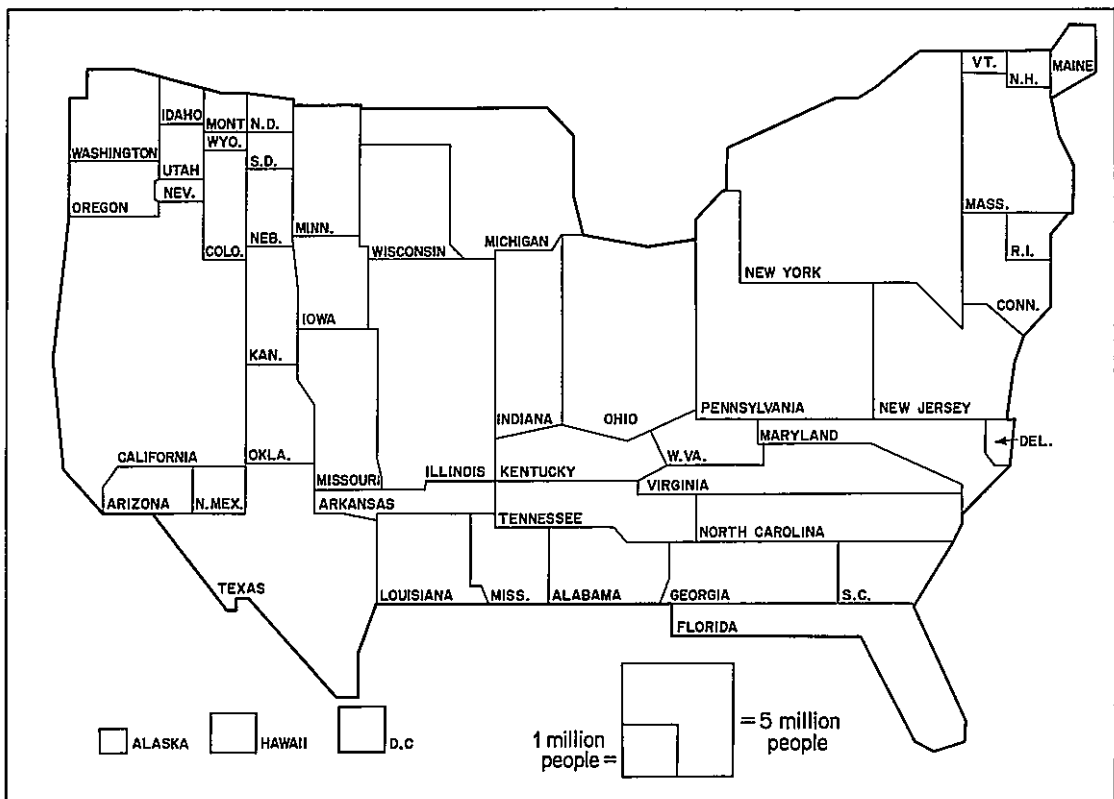 VT.
N.H.
MAINE
IDAHO
MONT
N.D.
WYO.
WASHINGTON
S.D.
UTAH
NEV.
OREGON
MASS.
NEB.
MINN.
COLO.
WISCONSIN
MICHIGAN
R.I.
NEW YORK
CONN.
IOWA
KAN.
INDIANA
OHIO
PENNSYLVANIA
NEW JERSEY
MARYLAND
DEL.
CALIFORNIA
OKLA.
W.VA.
MISSOURI
ILLINOIS
KENTUCKY
VIRGINIA
ARIZONA
N.MEX.
ARKANSAS
TENNESSEE
NORTH CAROLINA
TEXAS
LOUISIANA
MISS.
ALABAMA
GEORGIA
S.C.
FLORIDA
ALASKA
HAWAII
D.C
1 million
people =
= 5 million
people